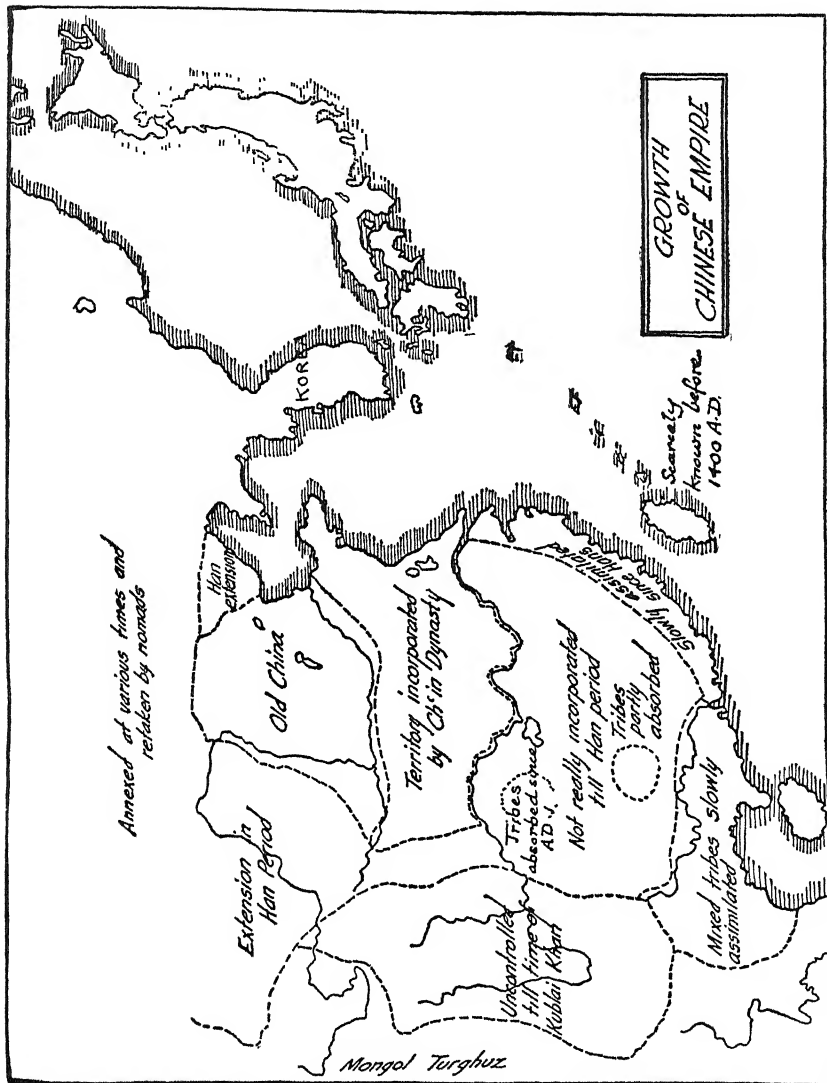 GROWTH
OF
CHINESE EMPIRE
Annexed at various times and
retaken by nomads
KOREA
Han
extension
Old China
Extension in
Han Period
Territory incorporated
by Ch'in Dynasty
Slowly assimilated
since Hans
Scarcely
known before
1400 A.D.
Tribes
absorbed since
A.D. 1.
Not really incorporated
till Han period
Tribes
partly
absorbed
Uncontrolled
till time of
Kublai Khan
Mixed tribes slowly
assimilated
Mongol Turghuz